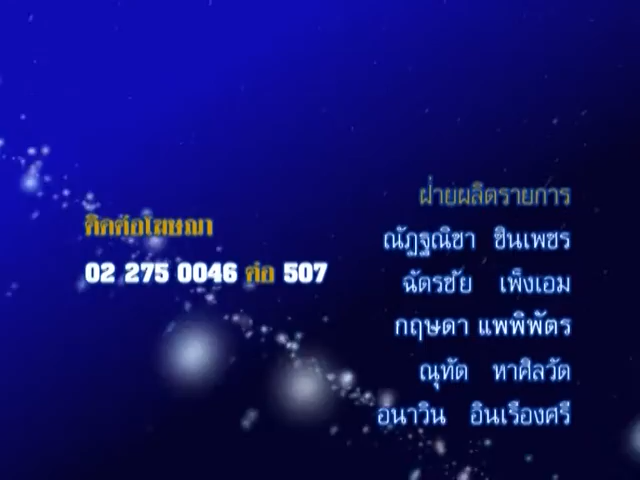 ติดต่อโฆษณา
02 275 0046 ต่อ 507
ฝ่ายผลิตรายการ
ณัฏฐณิชา ชินเพชร
ฉัตรชัย เพ็งเอม
กฤษดา แพพิพัตร
ณุทัต หาศิลวัต
อนาวิน อินเรืองศรี